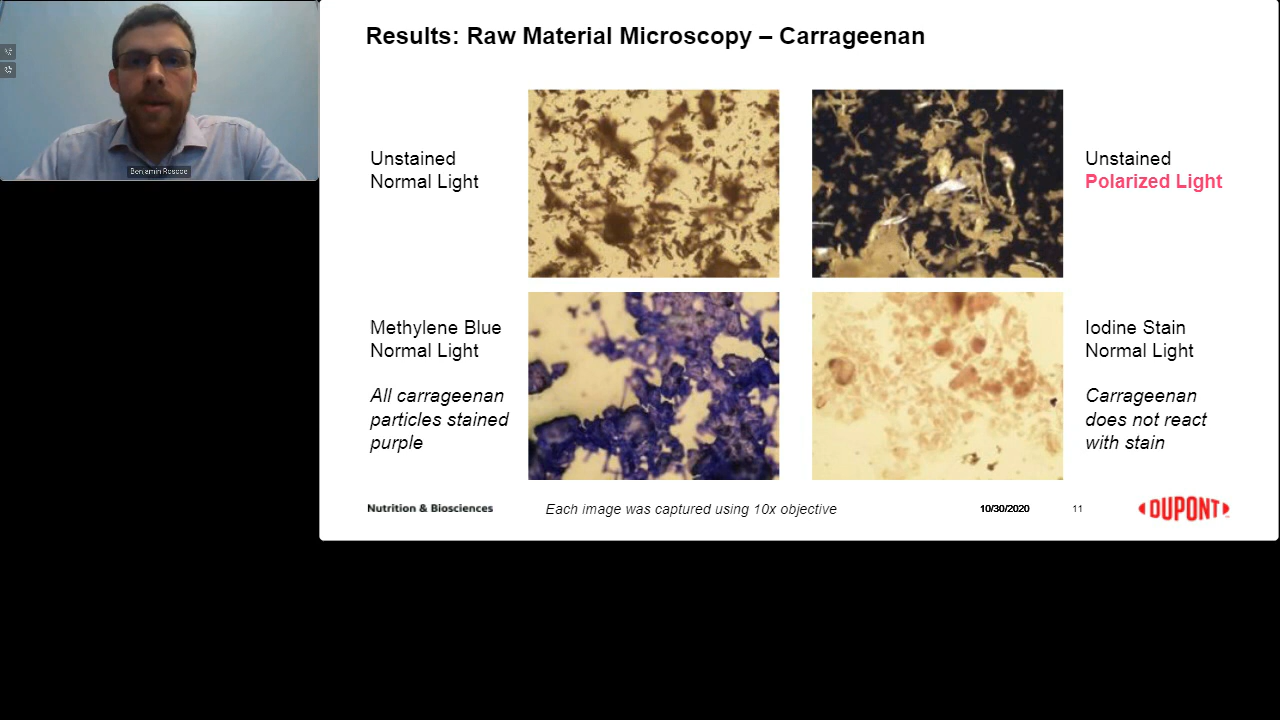 Benjamin Roscoe
Results: Raw Material Microscopy – Carrageenan
Unstained
Normal Light
Unstained
Polarized Light
Methylene Blue
Normal Light
All carrageenan
particles stained
purple
Iodine Stain
Normal Light
Carrageenan
does not react
with stain
Nutrition & Biosciences
Each image was captured using 10x objective
10/30/2020
11
DUPONT